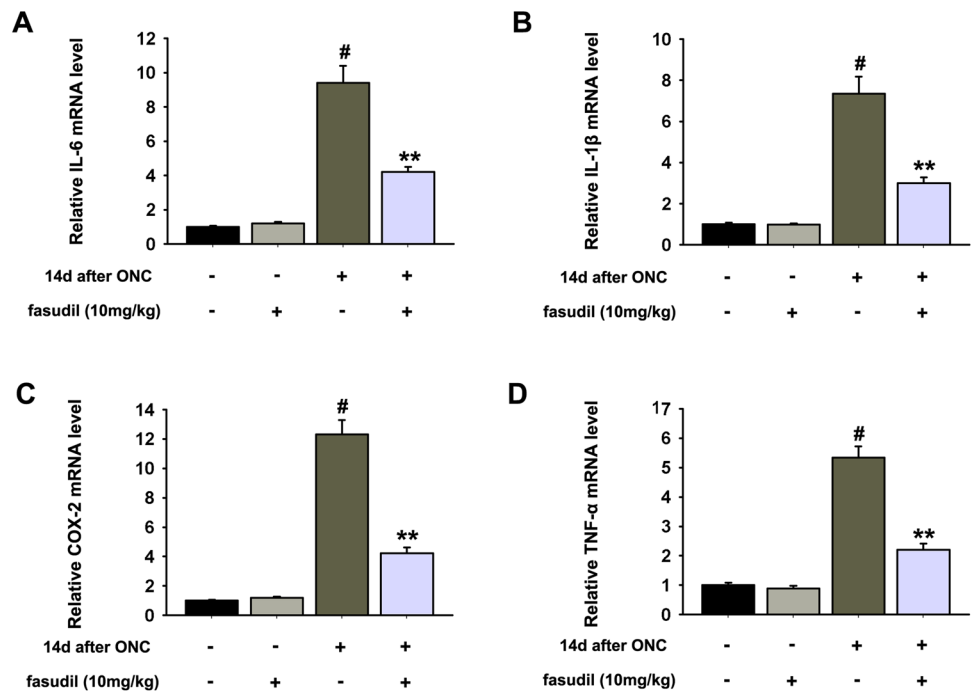 A
Relative IL-6 mRNA level
12
10
8
6
4
2
0
#
**
14d after ONC - - + +
fasudil (10mg/kg) - + - +
B
Relative IL-1β mRNA level
10
8
6
4
2
0
#
**
14d after ONC - - + +
fasudil (10mg/kg) - + - +
C
Relative COX-2 mRNA level
14
12
10
8
6
4
2
0
#
**
14d after ONC - - + +
fasudil (10mg/kg) - + - +
D
Relative TNF-α mRNA level
17
6
5
4
3
2
1
0
#
**
14d after ONC - - + +
fasudil (10mg/kg) - + - +